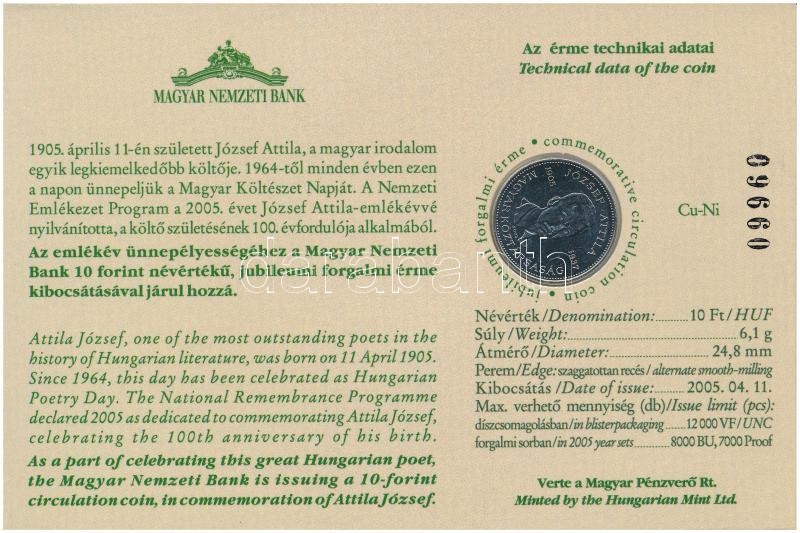 MAGYAR NEMZETI BANK
1905. április 11-én született József Attila, a magyar irodalom
egyik legkiemelkedőbb költője. 1964-től minden évben ezen
a napon ünnepeljük a Magyar Költészet Napját. A Nemzeti
Emlékezet Program a 2005. évet József Attila-emlékévvé
nyilvánította, a költő születésének 100. évfordulója alkalmából.
Az emlékév ünnepélyességéhez a Magyar Nemzeti
Bank 10 forint névértékű, jubileumi forgalmi érme
kibocsátásával járul hozzá.
Attila József, one of the most outstanding poets in the
history of Hungarian literature, was born on 11 April 1905.
Since 1964, this day has been celebrated as Hungarian
Poetry Day. The National Remembrance Programme
declared 2005 as dedicated to commemorating Attila József,
celebrating the 100th anniversary of his birth.
As a part of celebrating this great Hungarian poet,
the Magyar Nemzeti Bank is issuing a 10-forint
circulation coin, in commemoration of Attila József.
Az érme technikai adatai
Technical data of the coin
jubileumi forgalmi érme • commemorative circulation coin •
MAGYAR KÖZTÁRSASÁG
JÓZSEF ATTILA
1905
1937
Cu-Ni
09660
Névérték/Denomination:..........10 Ft/HUF
Súly/Weight:..........6,1 g
Átmérő/Diameter:..........24,8 mm
Perem/Edge: szaggatottan recés/alternate smooth-milling
Kibocsátás/Date of issue:..........2005. 04. 11.
Max. verhető mennyiség (db)/Issue limit (pcs):
díszcsomagolásban/in blisterpackaging..........12 000 VF/UNC
forgalmi sorban/in 2005 year sets..........8000 BU, 7000 Proof
Verte a Magyar Pénzverő Rt.
Minted by the Hungarian Mint Ltd.
darabanth